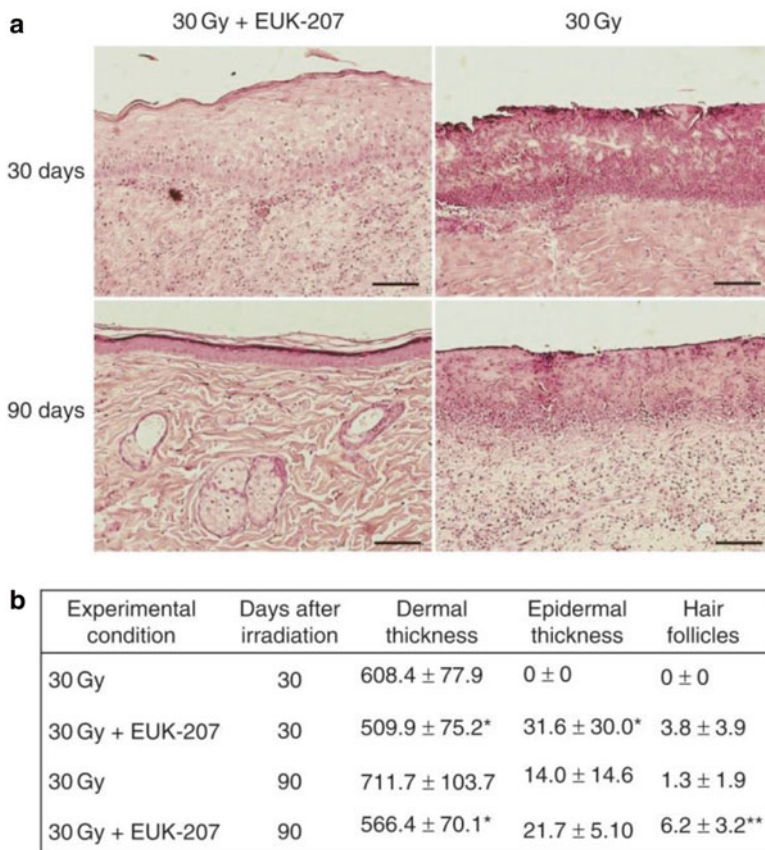 a
30 Gy + EUK-207
30 Gy
30 days
90 days
b
Experimental condition
Days after irradiation
Dermal thickness
Epidermal thickness
Hair follicles
30 Gy 30 608.4 ± 77.9 0 ± 0 0 ± 0
30 Gy + EUK-207 30 509.9 ± 75.2* 31.6 ± 30.0* 3.8 ± 3.9
30 Gy 90 711.7 ± 103.7 14.0 ± 14.6 1.3 ± 1.9
30 Gy + EUK-207 90 566.4 ± 70.1* 21.7 ± 5.10 6.2 ± 3.2**